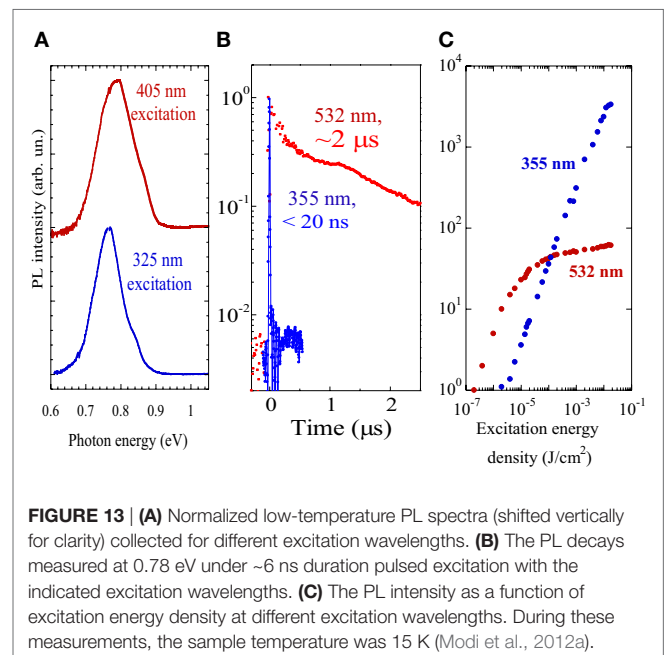 A
B
C
PL intensity (arb. un.)
405 nm
excitation
325 nm
excitation
0.6 0.7 0.8 0.9 1
Photon energy (eV)
10^0
10^-1
10^-2
532 nm,
~2 μs
355 nm,
< 20 ns
0 1 2
Time (μs)
10^4
10^3
10^2
10^1
10^0
355 nm
532 nm
10^-7 10^-5 10^-3 10^-1
Excitation energy
density (J/cm^2)
FIGURE 13 | (A) Normalized low-temperature PL spectra (shifted vertically
for clarity) collected for different excitation wavelengths. (B) The PL decays
measured at 0.78 eV under ~6 ns duration pulsed excitation with the
indicated excitation wavelengths. (C) The PL intensity as a function of
excitation energy density at different excitation wavelengths. During these
measurements, the sample temperature was 15 K (Modi et al., 2012a).